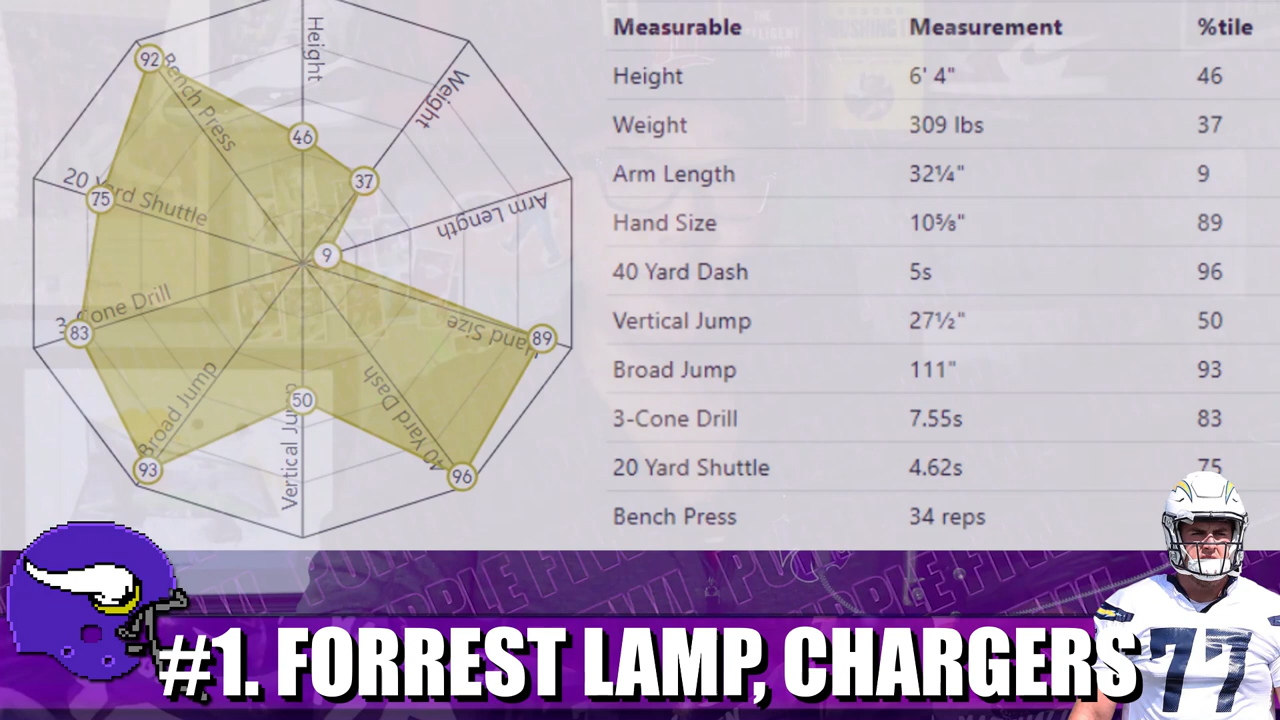 Measurable Measurement %tile
Height 6' 4" 46
Weight 309 lbs 37
Arm Length 32¼" 9
Hand Size 10⅝" 89
40 Yard Dash 5s 96
Vertical Jump 27½" 50
Broad Jump 111" 93
3-Cone Drill 7.55s 83
20 Yard Shuttle 4.62s 75
Bench Press 34 reps
Height
Weight
Arm Length
Hand Size
40 Yard Dash
Vertical Jump
Broad Jump
3-Cone Drill
20 Yard Shuttle
Bench Press
46
37
9
89
96
50
93
83
75
92
#1. FORREST LAMP, CHARGERS
77